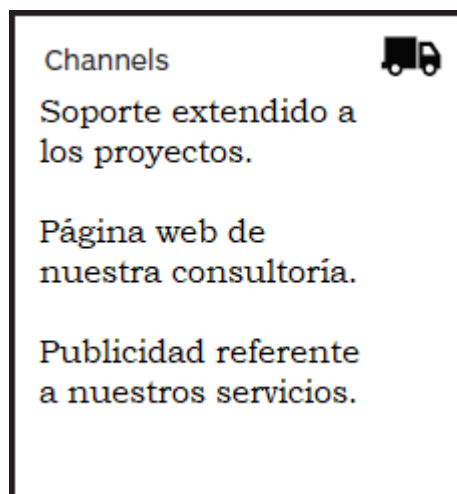 Channels
Soporte extendido a
los proyectos.
Página web de
nuestra consultoría.
Publicidad referente
a nuestros servicios.